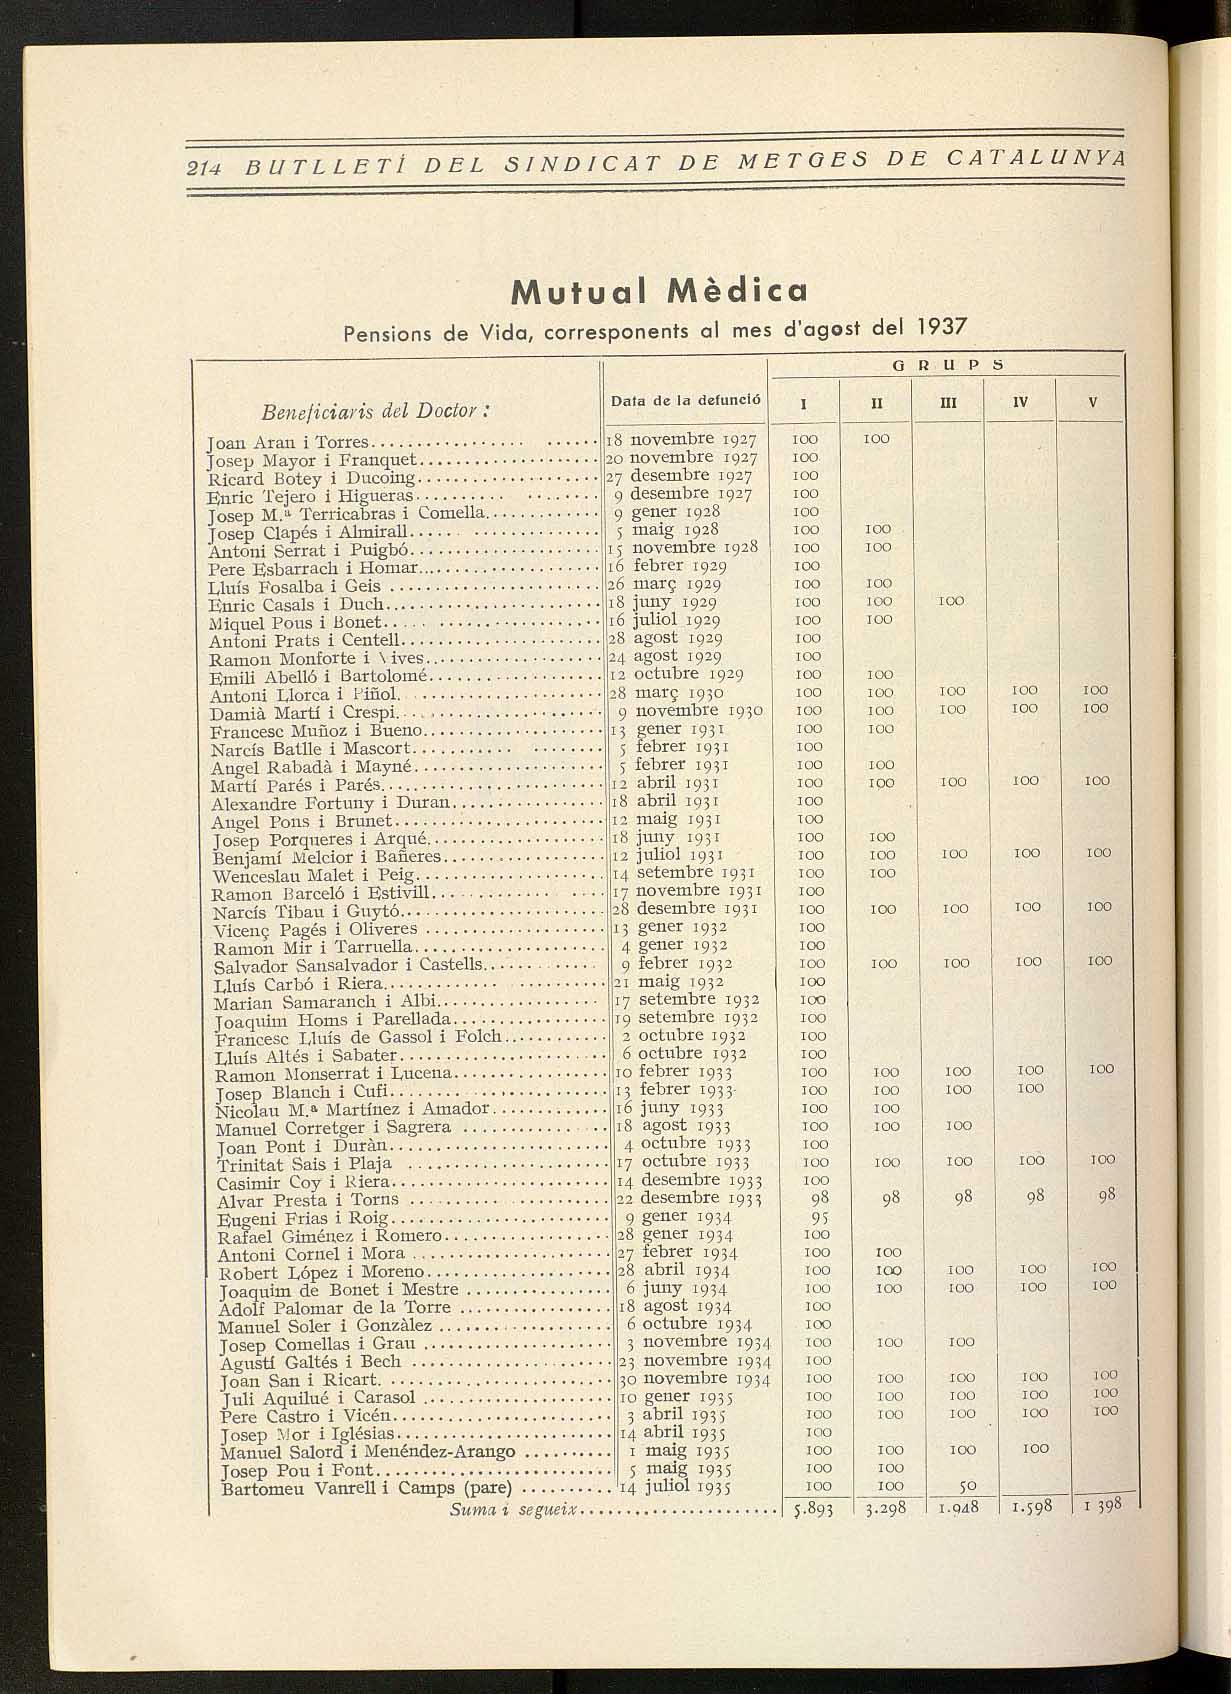 214 BUTLLETÍ DEL SINDICAT DE METGES DE CATALUNYA
Mutual Mèdica
Pensions de Vida, corresponents al mes d'agost del 1937
GRUPS
Beneficiaris del Doctor : Data de la defunció I II III IV V
Joan Aran i Torres 18 novembre 1927 100 100
Josep Mayor i Franquet 20 novembre 1927 100
Ricard Botey i Ducoing 27 desembre 1927 100
Enric Tejero i Higueras 9 desembre 1927 100
Josep M.ª Terricabras i Comella 9 gener 1928 100
Josep Clapés i Almirall 5 maig 1928 100 100
Antoni Serrat i Puigbó 15 novembre 1928 100 100
Pere Esbarrach i Homar 16 febrer 1929 100
Lluís Fosalba i Geis 26 març 1929 100 100
Enric Casals i Duch 18 juny 1929 100 100 100
Miquel Pous i Bonet 16 juliol 1929 100 100
Antoni Prats i Centell 28 agost 1929 100
Ramon Monforte i Vives 24 agost 1929 100
Emili Abelló i Bartolomé 12 octubre 1929 100 100
Antoni Llorca i Piñol 28 març 1930 100 100 100 100 100
Damià Martí i Crespi 9 novembre 1930 100 100 100 100 100
Francesc Muñoz i Bueno 13 gener 1931 100 100
Narcís Batlle i Mascort 5 febrer 1931 100
Angel Rabadà i Mayné 5 febrer 1931 100 100
Martí Parés i Parés 12 abril 1931 100 100 100 100 100
Alexandre Fortuny i Duran 18 abril 1931 100
Angel Pons i Brunet 12 maig 1931 100
Josep Porqueres i Arqué 18 juny 1931 100 100
Benjamí Melcior i Bañeres 12 juliol 1931 100 100 100 100 100
Wenceslau Malet i Peig 14 setembre 1931 100 100
Ramon Barceló i Estivill 17 novembre 1931 100
Narcís Tibau i Guytó 28 desembre 1931 100 100 100 100 100
Vicenç Pagés i Oliveres 13 gener 1932 100
Ramon Mir i Tarruella 4 gener 1932 100
Salvador Sansalvador i Castells 9 febrer 1932 100 100 100 100 100
Lluís Carbó i Riera 21 maig 1932 100
Marian Samaranch i Albi 17 setembre 1932 100
Joaquim Homs i Parellada 19 setembre 1932 100
Francesc Lluís de Gassol i Folch 2 octubre 1932 100
Lluís Altés i Sabater 6 octubre 1932 100
Ramon Monserrat i Lucena 10 febrer 1933 100 100 100 100 100
Josep Blanch i Cufi 13 febrer 1933 100 100 100 100
Nicolau M.ª Martínez i Amador 16 juny 1933 100 100
Manuel Corretger i Sagrera 18 agost 1933 100 100 100
Joan Pont i Duràn 4 octubre 1933 100
Trinitat Sais i Plaja 17 octubre 1933 100 100 100 100 100
Casimir Coy i Riera 14 desembre 1933 100
Alvar Presta i Torns 22 desembre 1933 98 98 98 98 98
Eugeni Frias i Roig 9 gener 1934 95
Rafael Giménez i Romero 28 gener 1934 100
Antoni Cornel i Mora 27 febrer 1934 100 100
Robert López i Moreno 28 abril 1934 100 100 100 100 100
Joaquim de Bonet i Mestre 6 juny 1934 100 100 100 100 100
Adolf Palomar de la Torre 18 agost 1934 100
Manuel Soler i Gonzàlez 6 octubre 1934 100
Josep Comellas i Grau 3 novembre 1934 100 100 100
Agustí Galtés i Bech 23 novembre 1934 100
Joan San i Ricart 30 novembre 1934 100 100 100 100 100
Juli Aquilué i Carasol 10 gener 1935 100 100 100 100 100
Pere Castro i Vicén 3 abril 1935 100 100 100 100 100
Josep Mor i Iglésias 14 abril 1935 100
Manuel Salord i Menéndez-Arango 1 maig 1935 100 100 100 100
Josep Pou i Font 5 maig 1935 100 100
Bartomeu Vanrell i Camps (pare) 14 juliol 1935 100 100 50
Suma i segueix 5.893 3.298 1.948 1.598 1 398